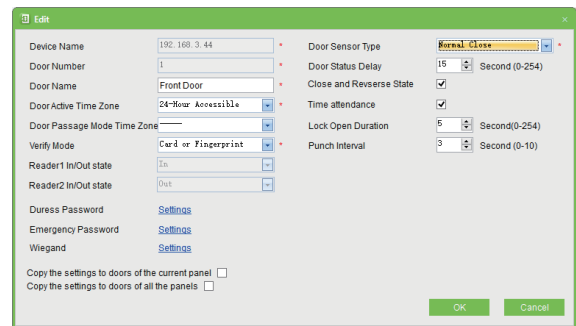 Edit
Device Name 192.168.3.44 *
Door Number 1 *
Door Name Front Door *
Door Active Time Zone 24-Hour Accessible *
Door Passage Mode Time Zone ------
Verify Mode Card or Fingerprint *
Reader1 In/Out state In
Reader2 In/Out state Out
Duress Password Settings
Emergency Password Settings
Wiegand Settings
Copy the settings to doors of the current panel
Copy the settings to doors of all the panels
Door Sensor Type Normal Close *
Door Status Delay 15 Second (0-254)
Close and Revserse State
Time attendance
Lock Open Duration 5 Second(0-254)
Punch Interval 3 Second (0-10)
OK Cancel